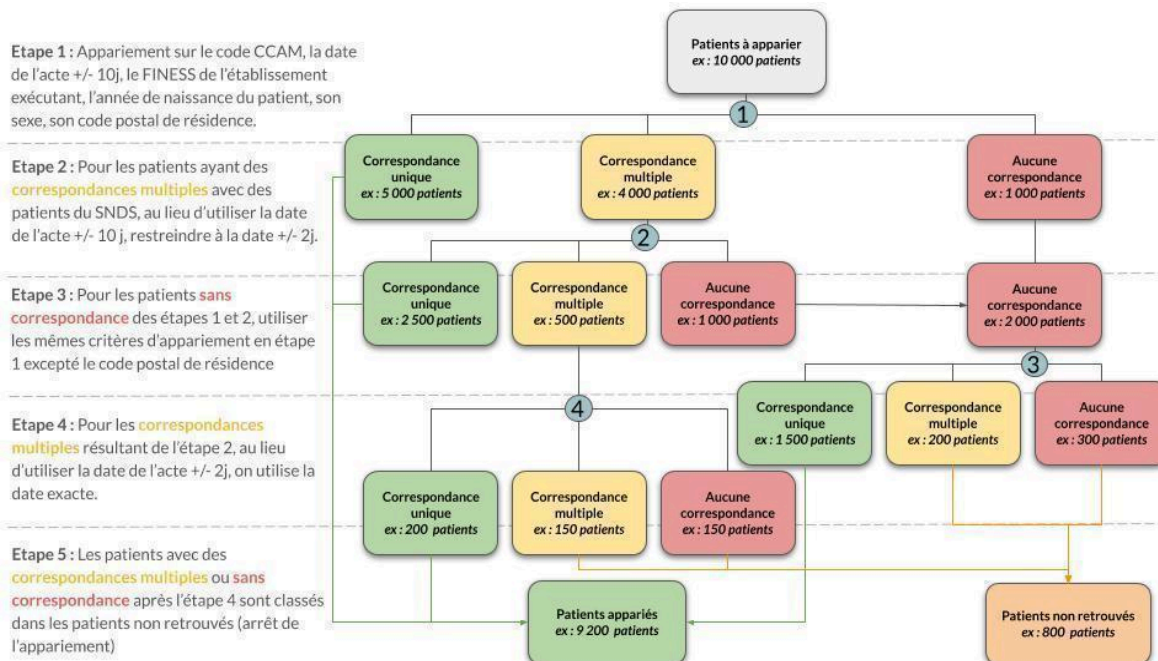 Etape 1 : Appariement sur le code CCAM, la date
de l'acte +/- 10j, le FINESS de l'établissement
exécutant, l'année de naissance du patient, son
sexe, son code postal de résidence.
Patients à apparier
ex : 10 000 patients
1
Etape 2 : Pour les patients ayant des
correspondances multiples avec des
patients du SNDS, au lieu d'utiliser la date
de l'acte +/- 10 j, restreindre à la date +/- 2j.
Correspondance
unique
ex : 5 000 patients
Correspondance
multiple
ex : 4 000 patients
Aucune
correspondance
ex : 1 000 patients
2
Etape 3 : Pour les patients sans
correspondance des étapes 1 et 2, utiliser
les mêmes critères d'appariement en étape
1 excepté le code postal de résidence
Correspondance
unique
ex : 2 500 patients
Correspondance
multiple
ex : 500 patients
Aucune
correspondance
ex : 1 000 patients
Aucune
correspondance
ex : 2 000 patients
3
Etape 4 : Pour les correspondances
multiples résultant de l'étape 2, au lieu
d'utiliser la date de l'acte +/- 2j, on utilise la
date exacte.
4
Correspondance
unique
ex : 1 500 patients
Correspondance
multiple
ex : 200 patients
Aucune
correspondance
ex : 300 patients
Correspondance
unique
ex : 200 patients
Correspondance
multiple
ex : 150 patients
Aucune
correspondance
ex : 150 patients
Etape 5 : Les patients avec des
correspondances multiples ou sans
correspondance après l'étape 4 sont classés
dans les patients non retrouvés (arrêt de
l'appariement)
Patients appariés
ex : 9 200 patients
Patients non retrouvés
ex : 800 patients